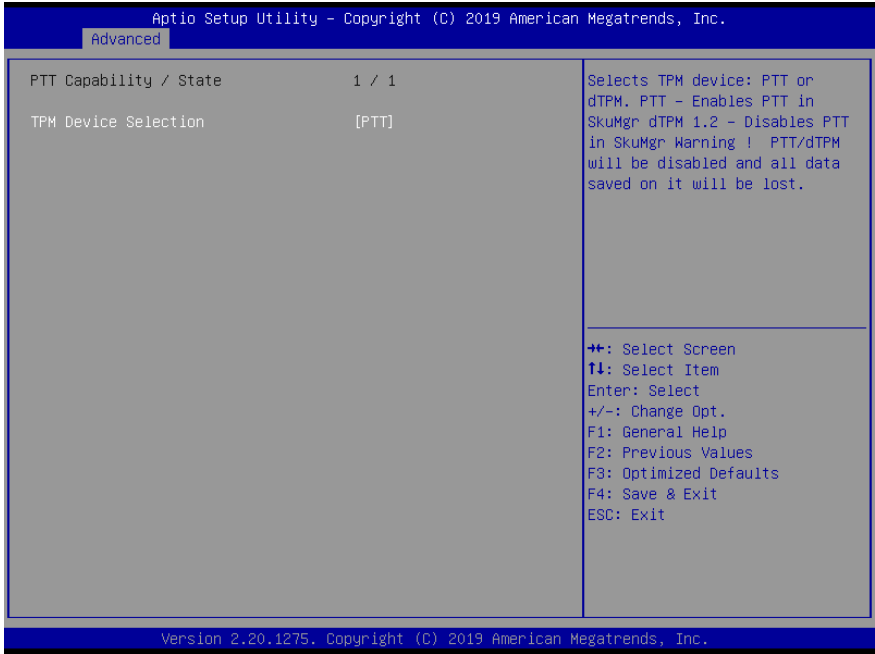 Aptio Setup Utility – Copyright (C) 2019 American Megatrends, Inc.
Advanced
PTT Capability / State 1 / 1
TPM Device Selection [PTT]
Selects TPM device: PTT or
dTPM. PTT – Enables PTT in
SkuMgr dTPM 1.2 – Disables PTT
in SkuMgr Warning ! PTT/dTPM
will be disabled and all data
saved on it will be lost.
→←: Select Screen
↑↓: Select Item
Enter: Select
+/-: Change Opt.
F1: General Help
F2: Previous Values
F3: Optimized Defaults
F4: Save & Exit
ESC: Exit
Version 2.20.1275. Copyright (C) 2019 American Megatrends, Inc.